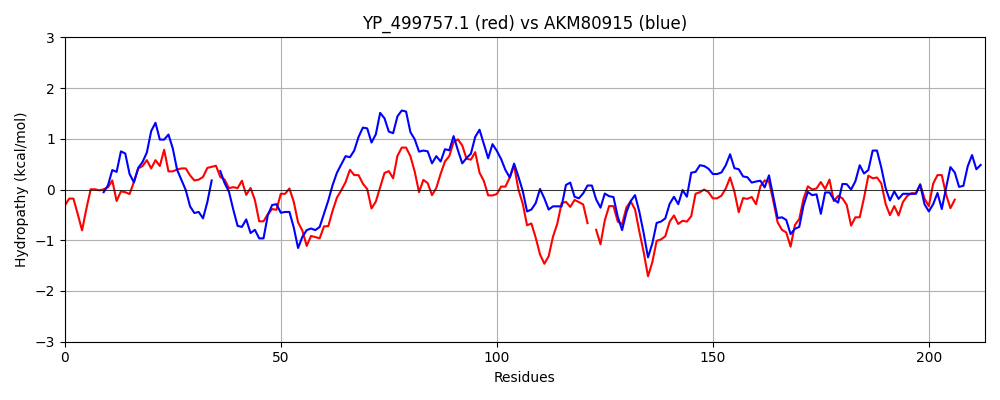 YP_499757.1 (red) vs AKM80915 (blue)
Hydropathy (kcal/mol)
3
2
1
0
−1
−2
−3
0 50 100 150 200
Residues